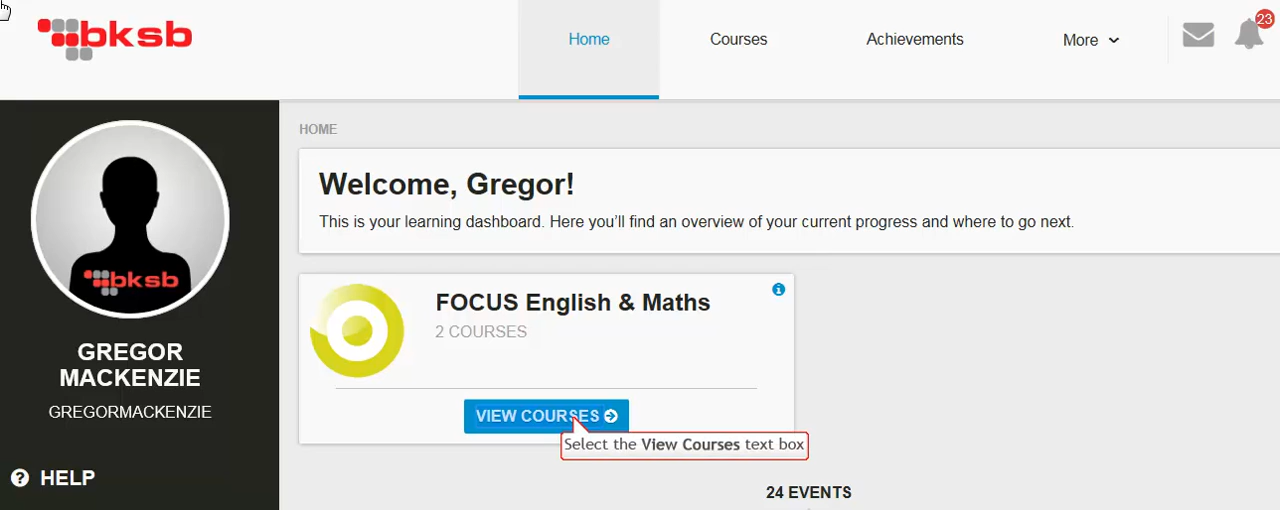 bksb
Home
Courses
Achievements
More
23
HOME
Welcome, Gregor!
This is your learning dashboard. Here you'll find an overview of your current progress and where to go next.
bksb
GREGOR
MACKENZIE
GREGORMACKENZIE
? HELP
FOCUS English & Maths
i
2 COURSES
VIEW COURSES
Select the View Courses text box
24 EVENTS